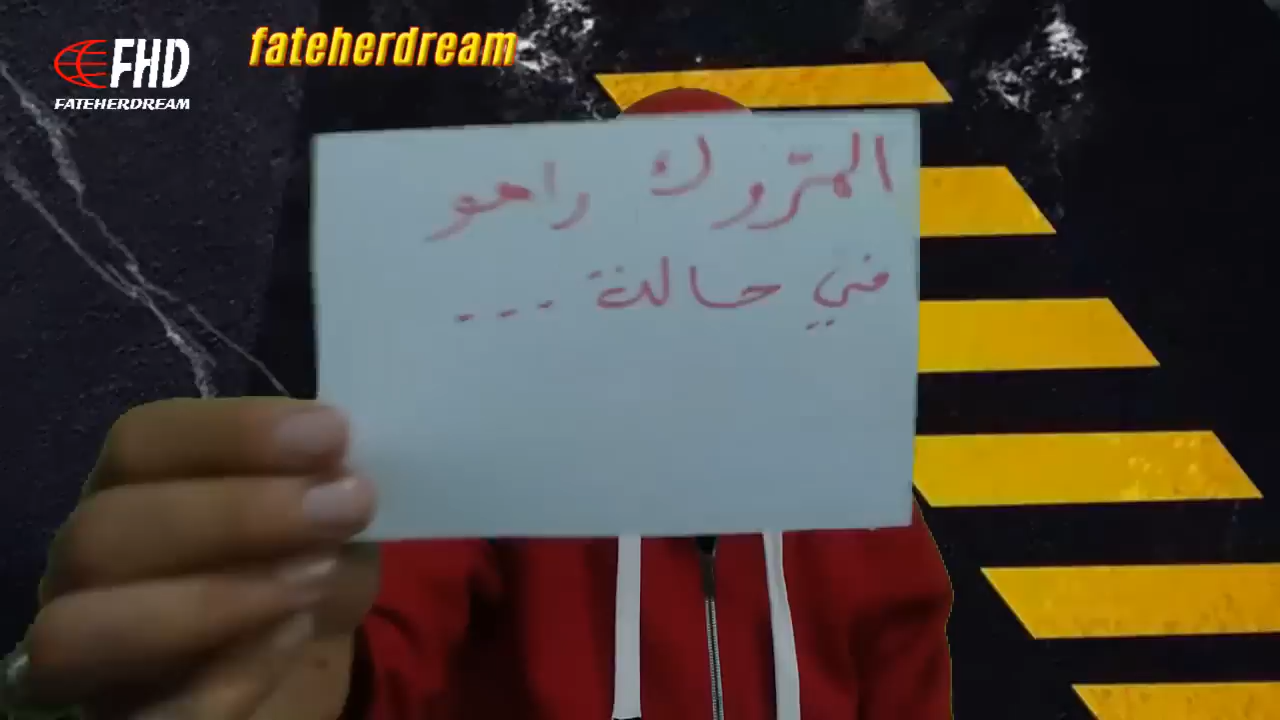 FHD
FATEHERDREAM
fateherdream
المتروك راهو
في حالة ...